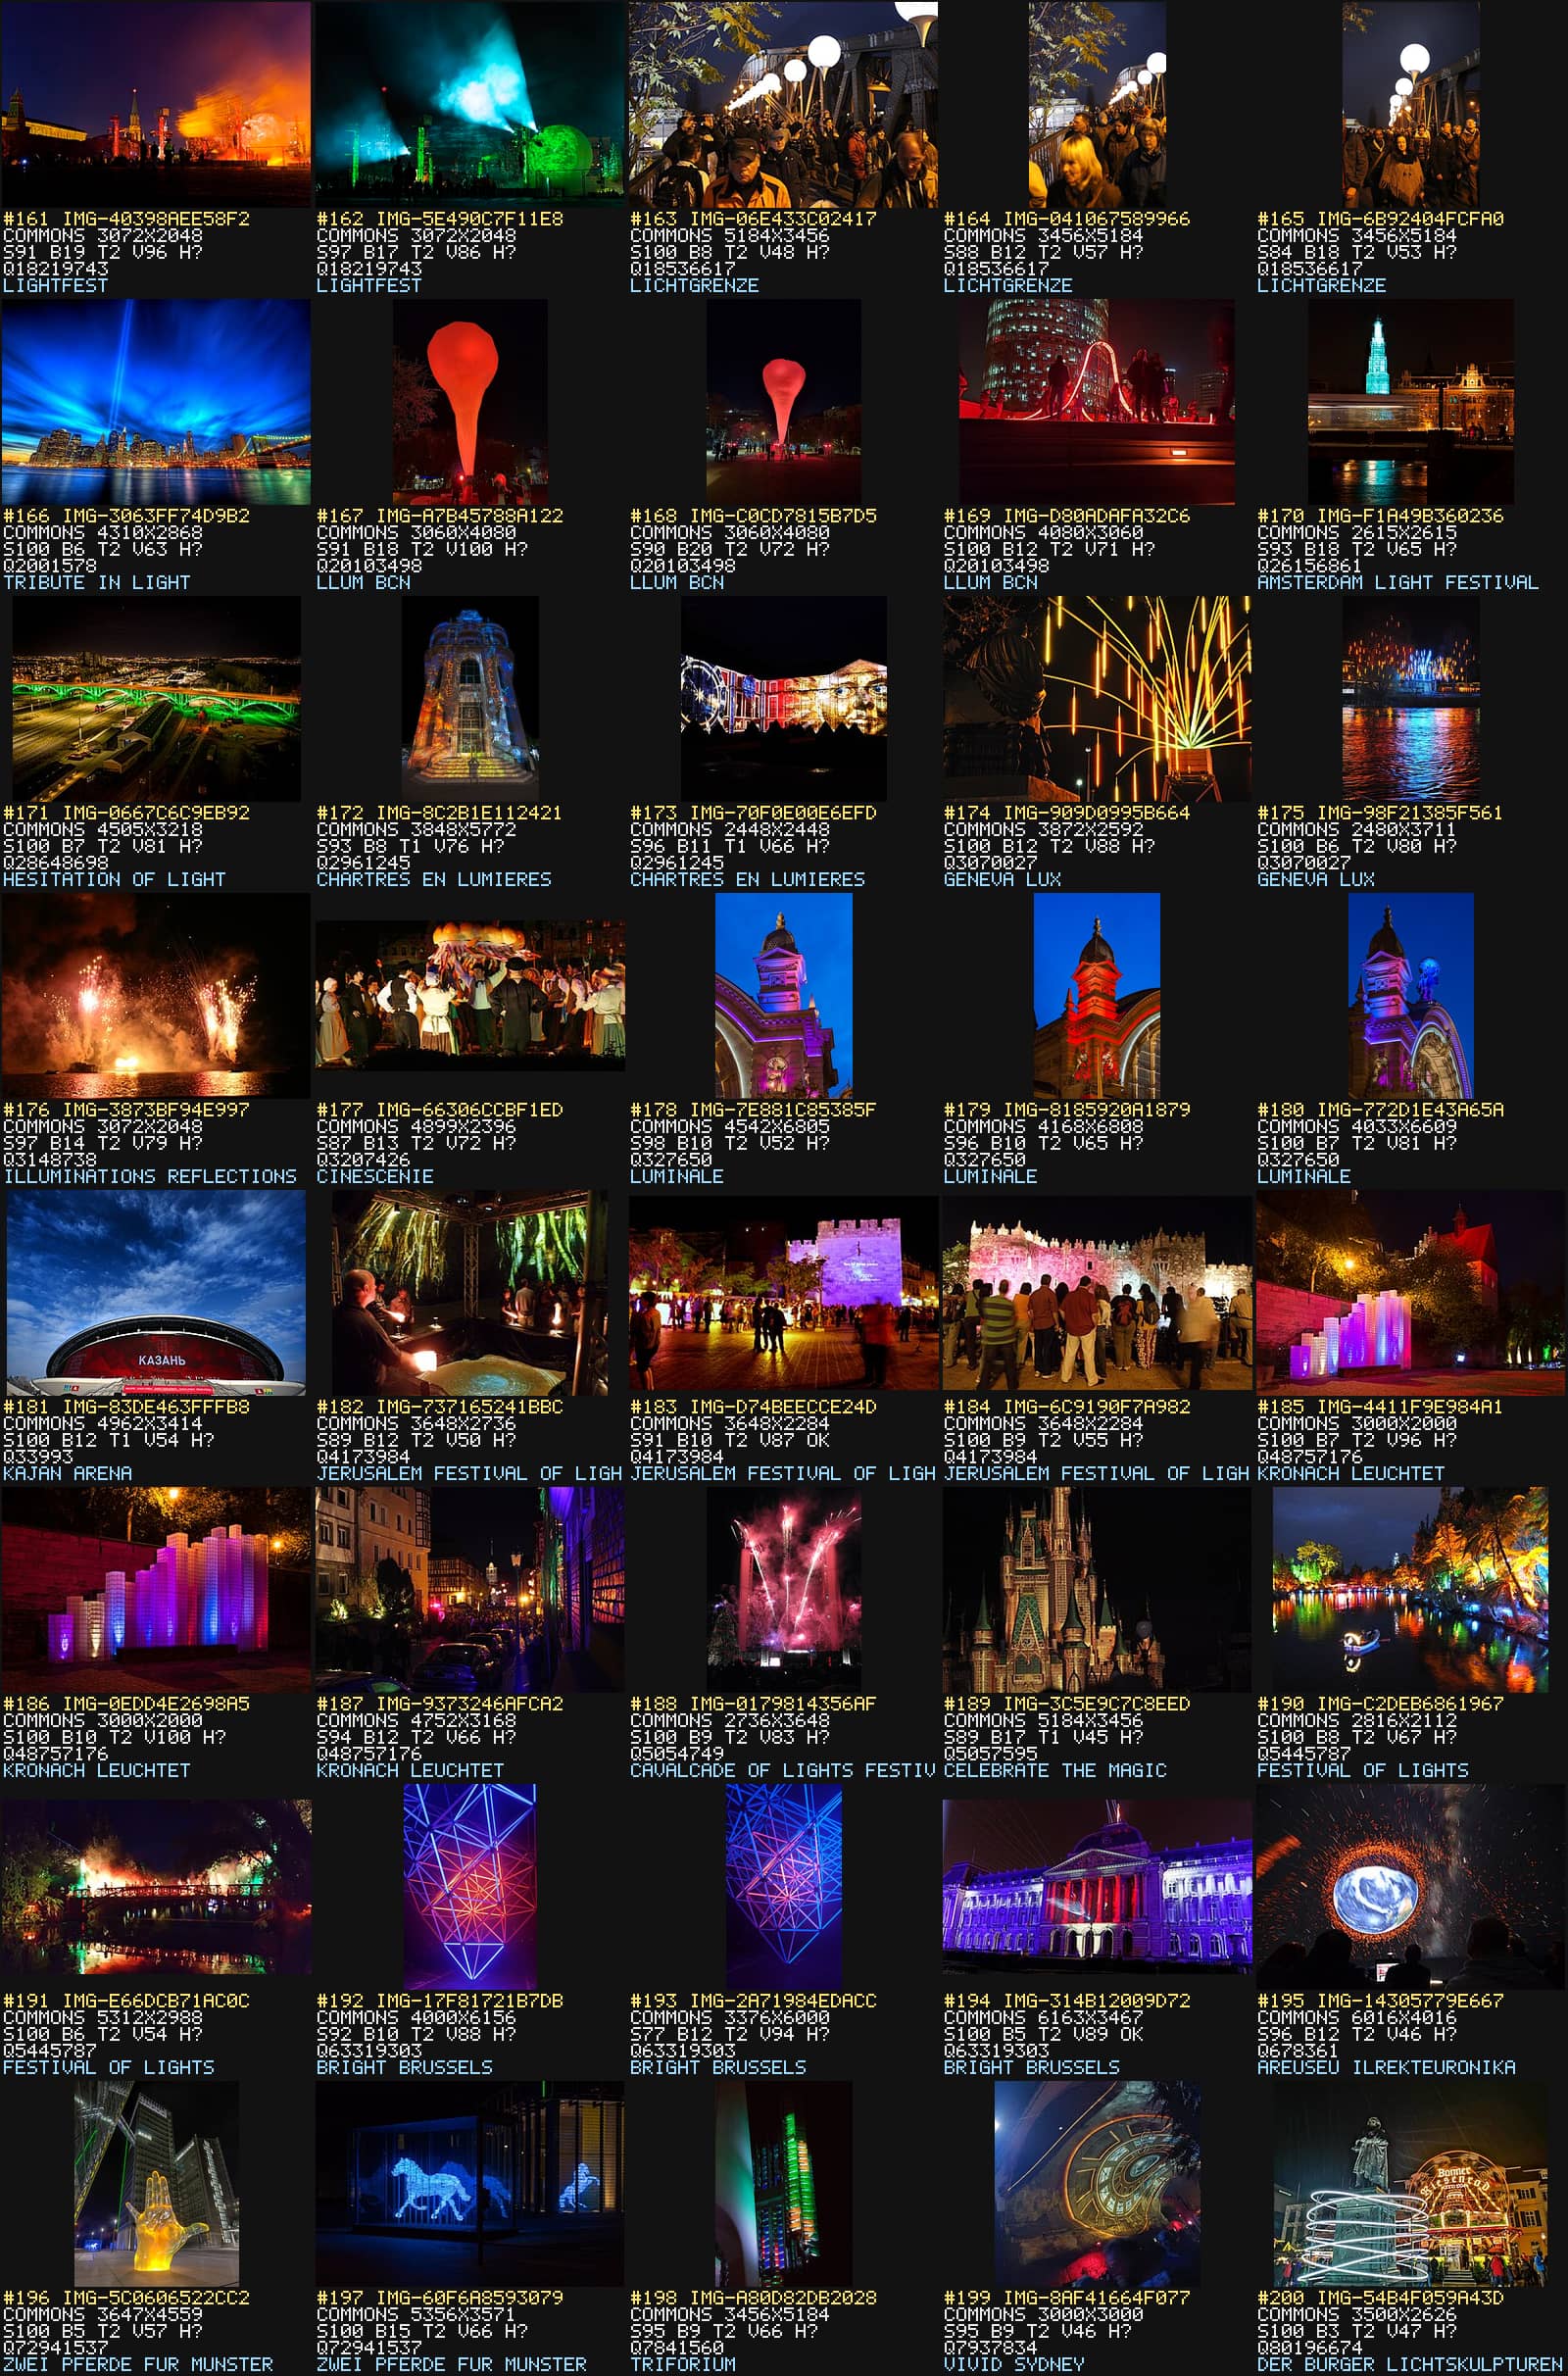 #161 IMG-40398AEE58F2
COMMONS 3072X2048
S91 B19 T2 V96 H?
Q18219743
LIGHTFEST
#162 IMG-5E490C7F11E8
COMMONS 3072X2048
S97 B17 T2 V86 H?
Q18219743
LIGHTFEST
#163 IMG-06E433C02417
COMMONS 5184X3456
S100 B8 T2 V48 H?
Q18536617
LICHTGRENZE
#164 IMG-041067589966
COMMONS 3456X5184
S88 B12 T2 V57 H?
Q18536617
LICHTGRENZE
#165 IMG-6B92404FCFA0
COMMONS 3456X5184
S84 B18 T2 V53 H?
Q18536617
LICHTGRENZE
#166 IMG-3063FF74D9B2
COMMONS 4310X2868
S100 B6 T2 V63 H?
Q2001578
TRIBUTE IN LIGHT
#167 IMG-A7B45788A122
COMMONS 3060X4080
S91 B18 T2 V100 H?
Q20103498
LLUM BCN
#168 IMG-C0CD7815B7D5
COMMONS 3060X4080
S90 B20 T2 V72 H?
Q20103498
LLUM BCN
#169 IMG-D80ADAFA32C6
COMMONS 4080X3060
S100 B12 T2 V71 H?
Q20103498
LLUM BCN
#170 IMG-F1A49B360236
COMMONS 2615X2615
S93 B18 T2 V65 H?
Q26156861
AMSTERDAM LIGHT FESTIVAL
#171 IMG-0667C6C9EB92
COMMONS 4505X3218
S100 B7 T2 V81 H?
Q28648698
HESITATION OF LIGHT
#172 IMG-8C2B1E112421
COMMONS 3848X5772
S93 B8 T1 V76 H?
Q2961245
CHARTRES EN LUMIERES
#173 IMG-70F0E00E6EFD
COMMONS 2448X2448
S96 B11 T1 V66 H?
Q2961245
CHARTRES EN LUMIERES
#174 IMG-909D0995B664
COMMONS 3872X2592
S100 B12 T2 V88 H?
Q3070027
GENEVA LUX
#175 IMG-98F21385F561
COMMONS 2480X3711
S100 B6 T2 V80 H?
Q3070027
GENEVA LUX
#176 IMG-3873BF94E997
COMMONS 3072X2048
S97 B14 T2 V79 H?
Q3148738
ILLUMINATIONS REFLECTIONS
#177 IMG-66306CCBF1ED
COMMONS 4899X2396
S87 B13 T2 V72 H?
Q3207426
CINESCENIE
#178 IMG-7E881C85385F
COMMONS 4542X6805
S98 B10 T2 V52 H?
Q327650
LUMINALE
#179 IMG-8185920A1879
COMMONS 4168X6808
S96 B10 T2 V65 H?
Q327650
LUMINALE
#180 IMG-772D1E43A65A
COMMONS 4033X6609
S100 B7 T2 V81 H?
Q327650
LUMINALE
КАЗАНЬ
#181 IMG-83DE463FFFB8
COMMONS 4962X3414
S100 B12 T1 V54 H?
Q33993
KAJAN ARENA
#182 IMG-737165241BBC
COMMONS 3648X2736
S89 B12 T2 V50 H?
Q4173984
JERUSALEM FESTIVAL OF LIGH
#183 IMG-D74BEECCE24D
COMMONS 3648X2284
S91 B10 T2 V87 OK
Q4173984
JERUSALEM FESTIVAL OF LIGH
#184 IMG-6C9190F7A982
COMMONS 3648X2284
S100 B9 T2 V55 H?
Q4173984
JERUSALEM FESTIVAL OF LIGH
#185 IMG-4411F9E984A1
COMMONS 3000X2000
S100 B7 T2 V96 H?
Q48757176
KRONACH LEUCHTET
#186 IMG-0EDD4E2698A5
COMMONS 3000X2000
S100 B10 T2 V100 H?
Q48757176
KRONACH LEUCHTET
#187 IMG-9373246AFCA2
COMMONS 4752X3168
S94 B12 T2 V66 H?
Q48757176
KRONACH LEUCHTET
#188 IMG-0179814356AF
COMMONS 2736X3648
S100 B9 T2 V83 H?
Q5054749
CAVALCADE OF LIGHTS FESTIV
#189 IMG-3C5E9C7C8EED
COMMONS 5184X3456
S89 B17 T1 V45 H?
Q5057595
CELEBRATE THE MAGIC
#190 IMG-C2DEB6861967
COMMONS 2816X2112
S100 B8 T2 V67 H?
Q5445787
FESTIVAL OF LIGHTS
#191 IMG-E66DCB71AC0C
COMMONS 5312X2988
S100 B6 T2 V54 H?
Q5445787
FESTIVAL OF LIGHTS
#192 IMG-17F81721B7DB
COMMONS 4000X6156
S92 B10 T2 V88 H?
Q63319303
BRIGHT BRUSSELS
#193 IMG-2A71984EDACC
COMMONS 3376X6000
S77 B12 T2 V94 H?
Q63319303
BRIGHT BRUSSELS
#194 IMG-314B12009D72
COMMONS 6163X3467
S100 B5 T2 V89 OK
Q63319303
BRIGHT BRUSSELS
#195 IMG-14305779E667
COMMONS 6016X4016
S96 B12 T2 V46 H?
Q678361
AREUSEU ILREKTEURONIKA
#196 IMG-5C0606522CC2
COMMONS 3647X4559
S100 B5 T2 V57 H?
Q72941537
ZWEI PFERDE FUR MUNSTER
#197 IMG-60F6A8593079
COMMONS 5356X3571
S100 B15 T2 V66 H?
Q72941537
ZWEI PFERDE FUR MUNSTER
#198 IMG-A80D82DB2028
COMMONS 3456X5184
S95 B9 T2 V66 H?
Q7841560
TRIFORIUM
#199 IMG-8AF41664F077
COMMONS 3000X3000
S95 B9 T2 V46 H?
Q7937834
VIVID SYDNEY
Bonner
Riesenrad
#200 IMG-54B4F059A43D
COMMONS 3500X2626
S100 B3 T2 V47 H?
Q80196674
DER BURGER LICHTSKULPTUREN